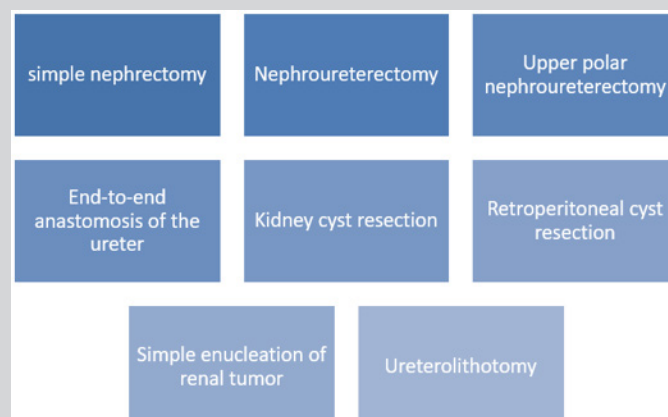 simple nephrectomy
Nephroureterectomy
Upper polar
nephroureterectomy
End-to-end
anastomosis of the
ureter
Kidney cyst resection
Retroperitoneal cyst
resection
Simple enucleation of
renal tumor
Ureterolithotomy